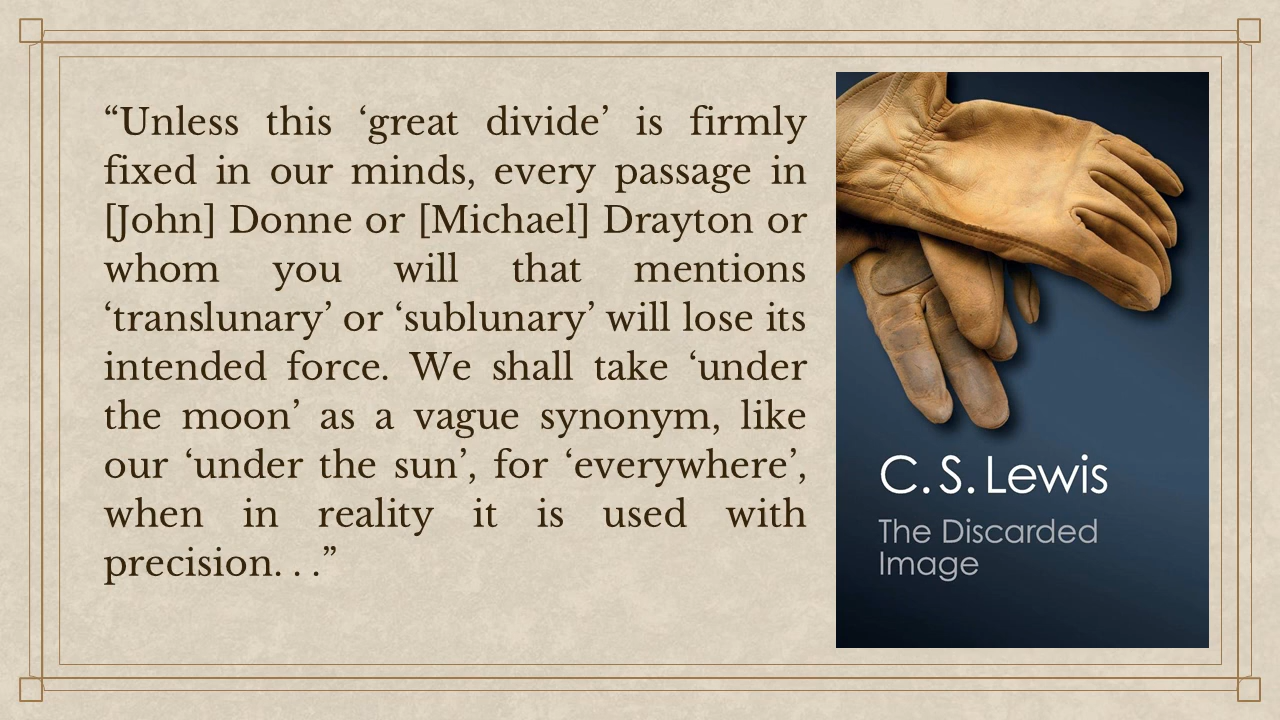 “Unless this ‘great divide’ is firmly
fixed in our minds, every passage in
[John] Donne or [Michael] Drayton or
whom you will that mentions
‘translunary’ or ‘sublunary’ will lose its
intended force. We shall take ‘under
the moon’ as a vague synonym, like
our ‘under the sun’, for ‘everywhere’,
when in reality it is used with
precision. . .”
C. S. Lewis
The Discarded
Image